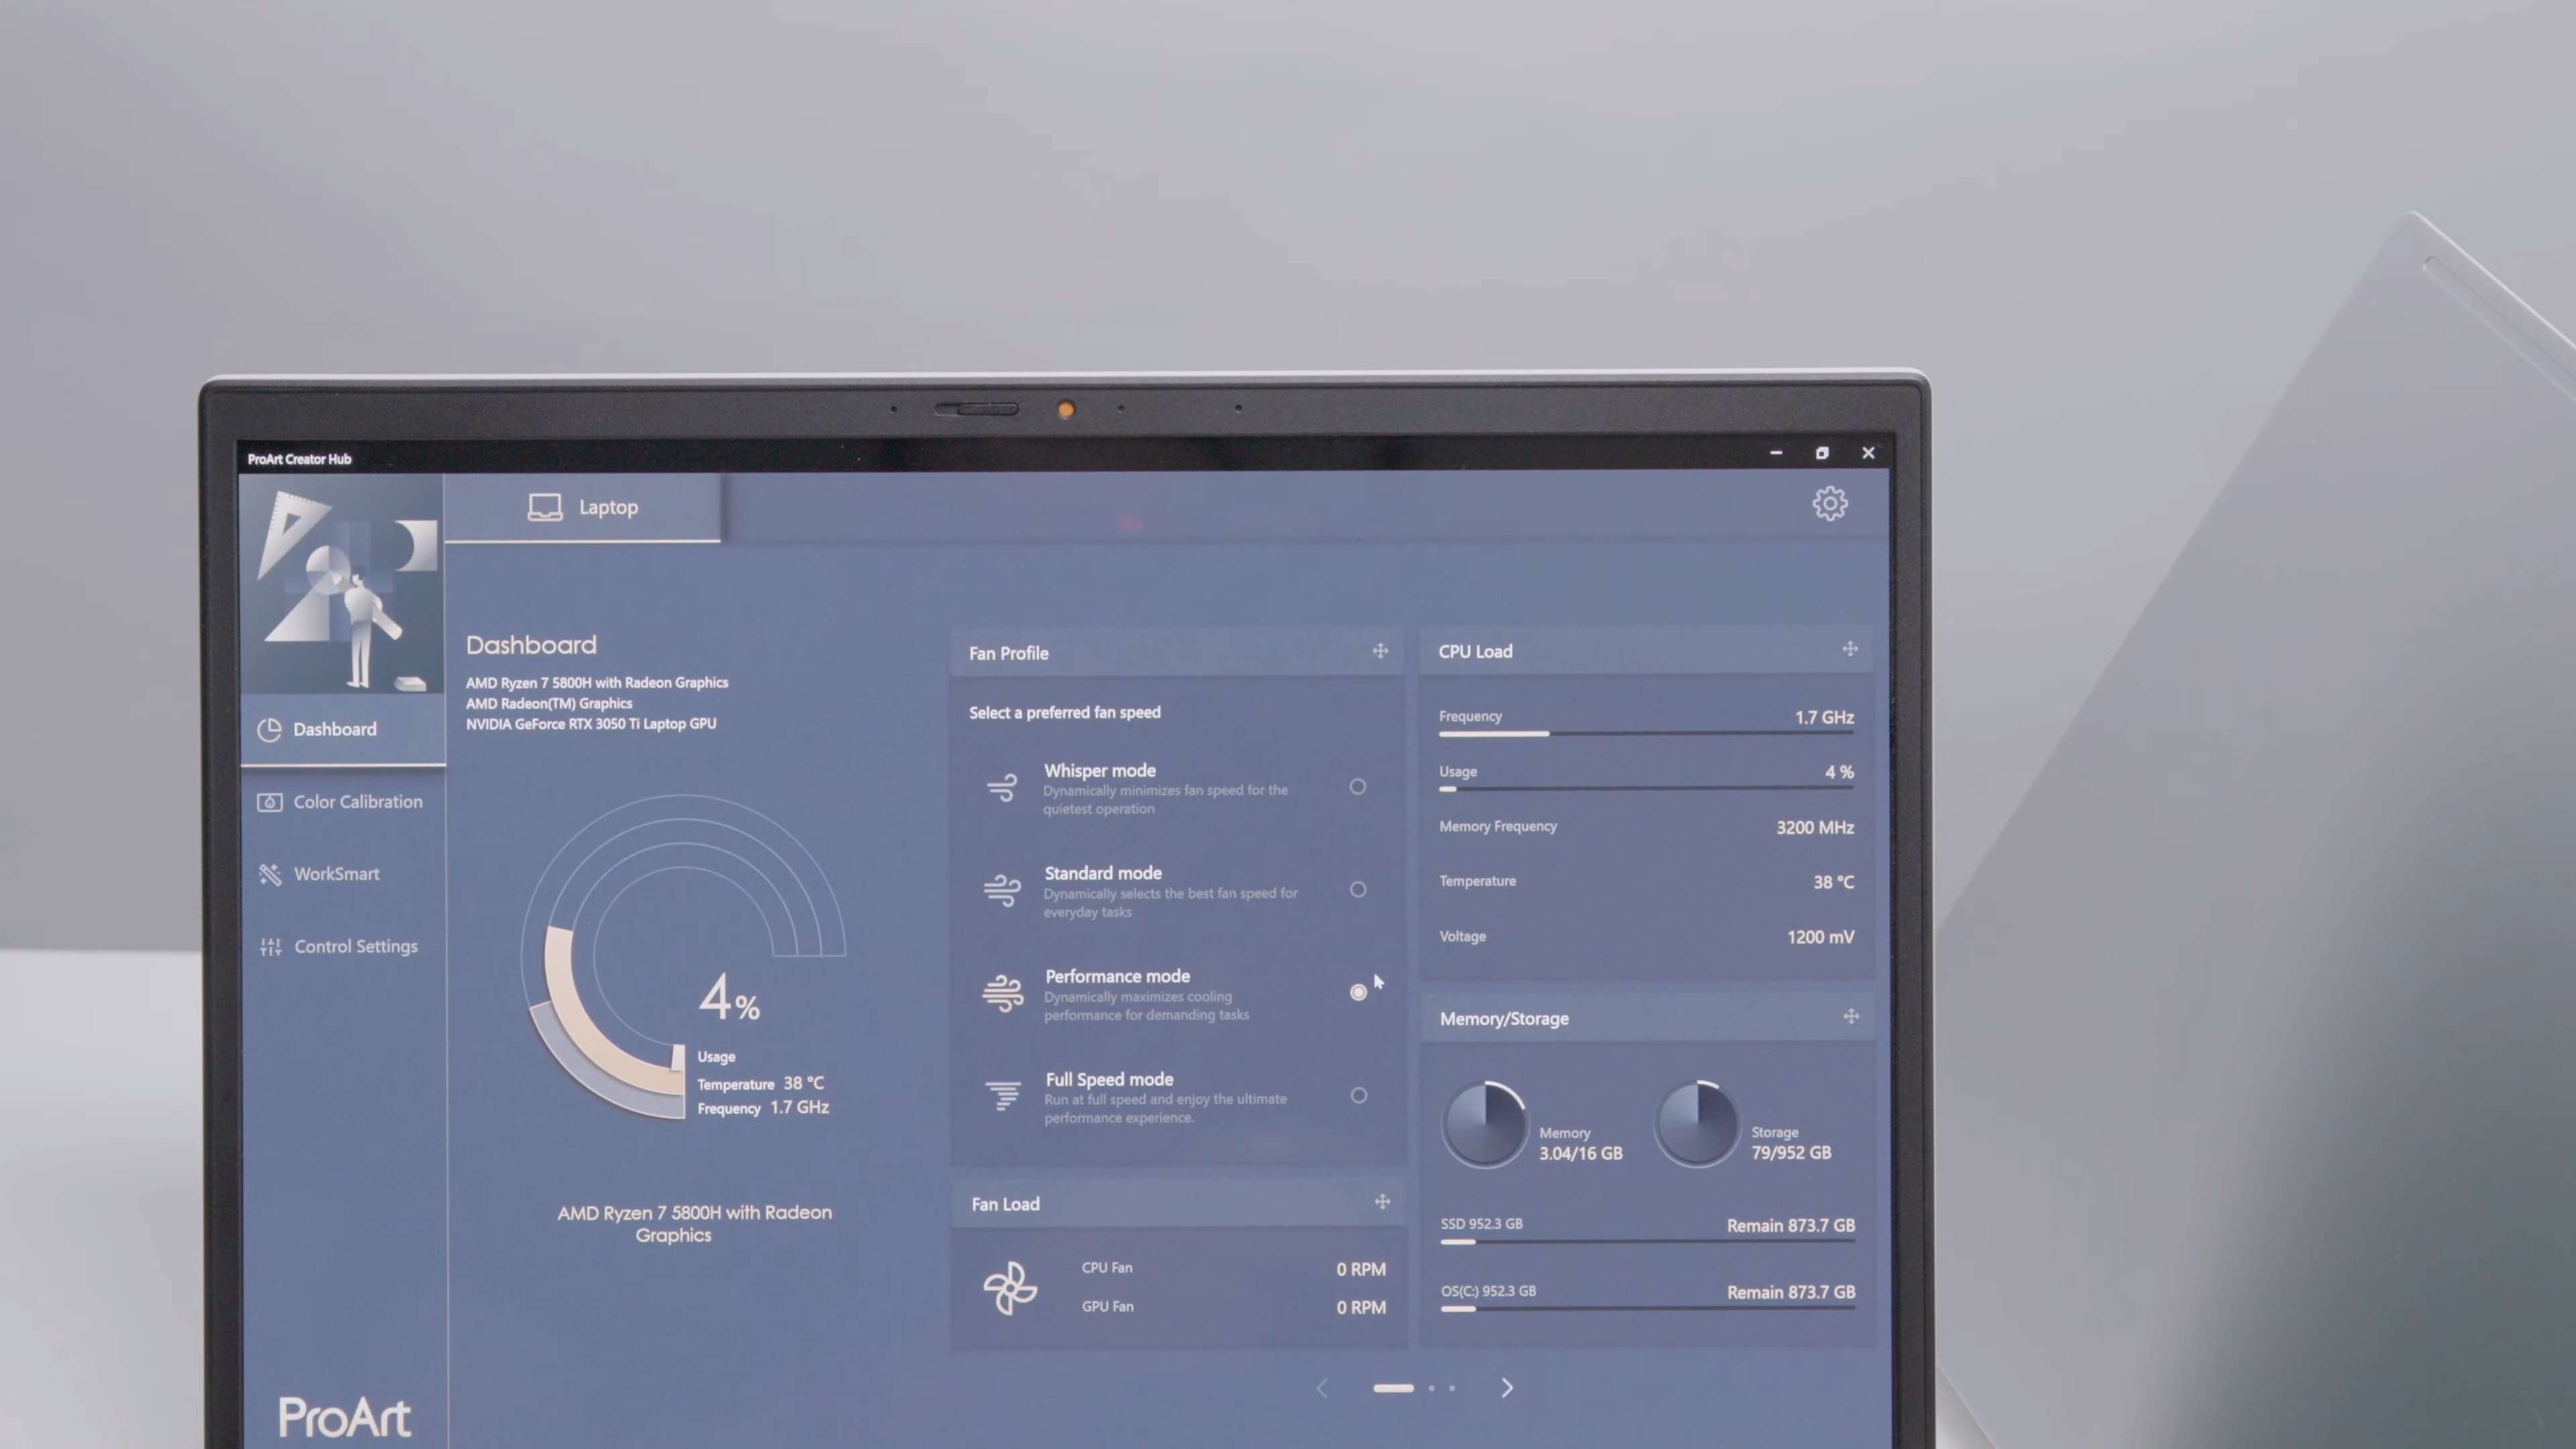 ProArt Creator Hub
Laptop
Dashboard
Color Calibration
WorkSmart
Control Settings
ProArt
Dashboard
AMD Ryzen 7 5800H with Radeon Graphics
AMD Radeon(TM) Graphics
NVIDIA GeForce RTX 3050 Ti Laptop GPU
4%
Usage
Temperature 38 °C
Frequency 1.7 GHz
AMD Ryzen 7 5800H with Radeon
Graphics
Fan Profile
Select a preferred fan speed
Whisper mode
Dynamically minimizes fan speed for the
quietest operation
Standard mode
Dynamically selects the best fan speed for
everyday tasks
Performance mode
Dynamically maximizes cooling
performance for demanding tasks
Full Speed mode
Run at full speed and enjoy the ultimate
performance experience.
Fan Load
CPU Fan 0 RPM
GPU Fan 0 RPM
CPU Load
Frequency 1.7 GHz
Usage 4 %
Memory Frequency 3200 MHz
Temperature 38 °C
Voltage 1200 mV
Memory/Storage
Memory
3.04/16 GB
Storage
79/952 GB
SSD 952.3 GB Remain 873.7 GB
OS(C:) 952.3 GB Remain 873.7 GB